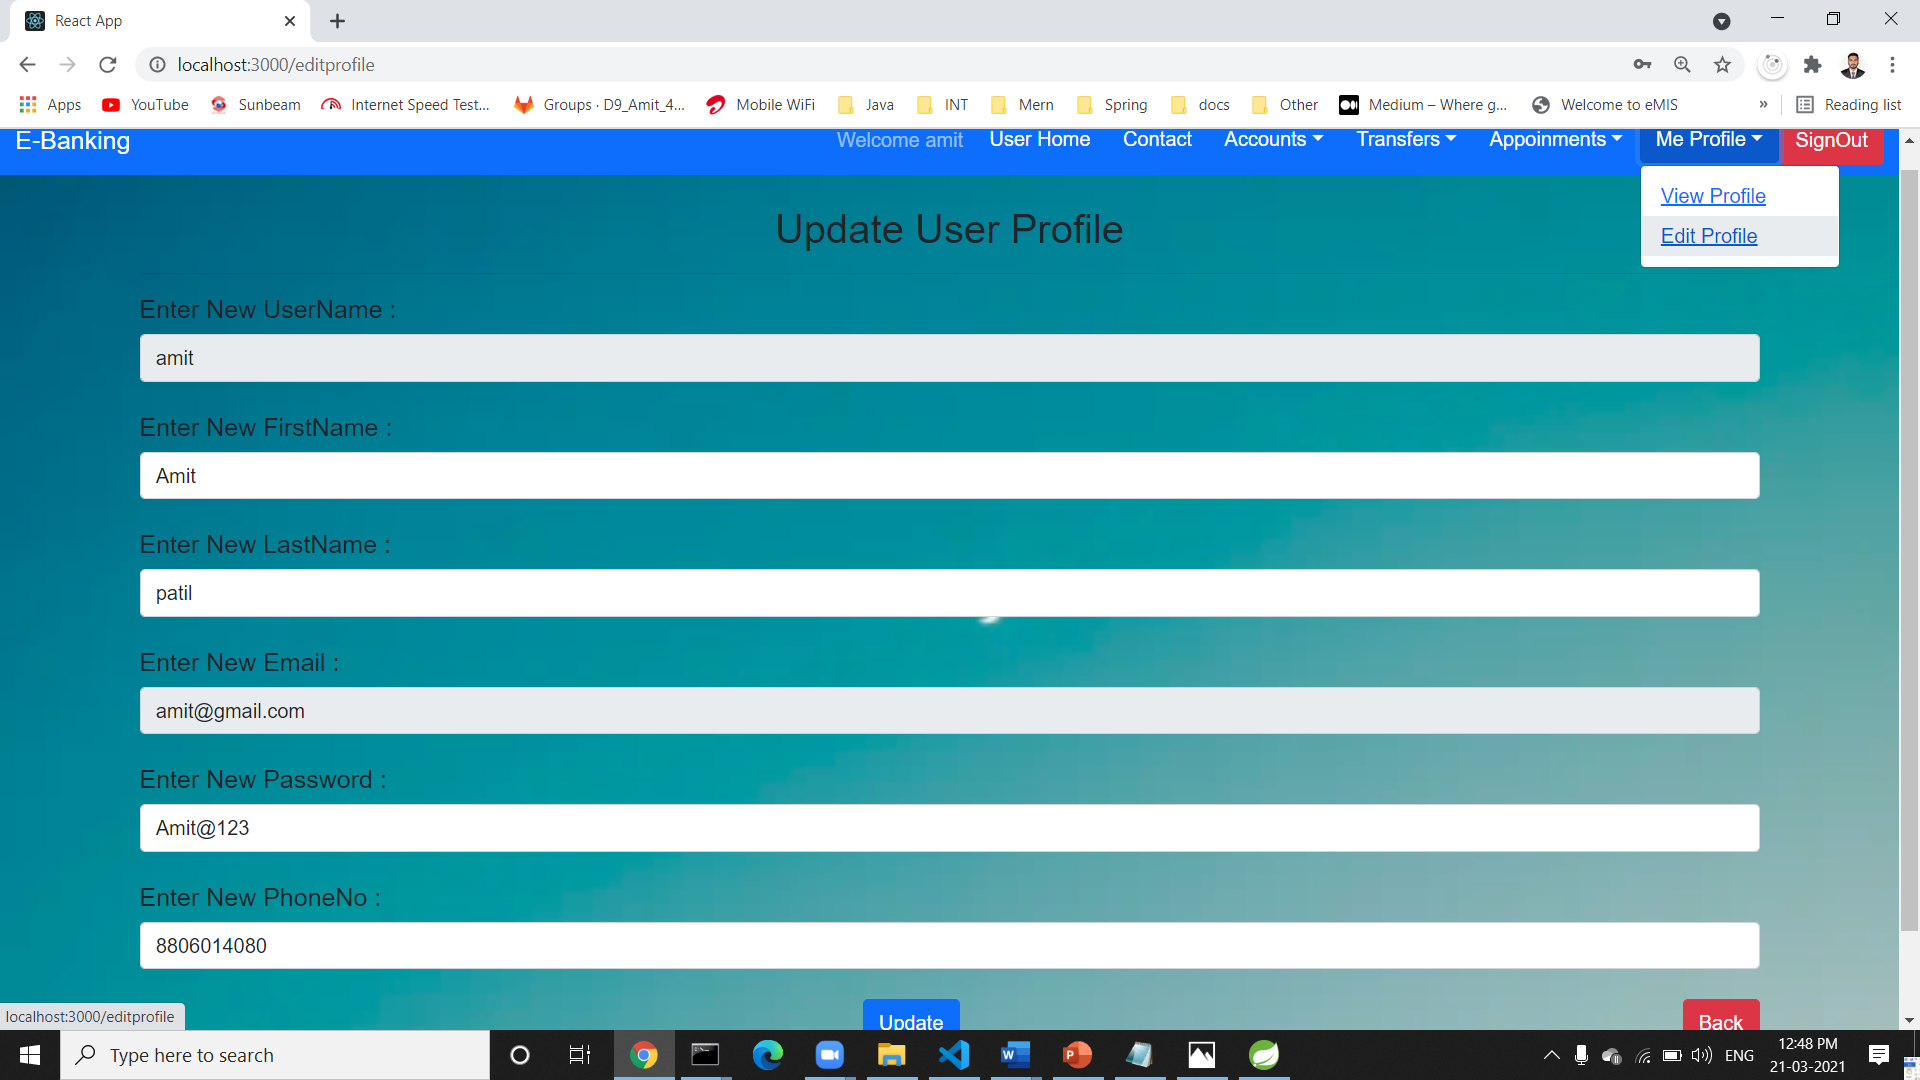 React App
localhost:3000/editprofile
Apps YouTube Sunbeam Internet Speed Test... Groups · D9_Amit_4... Mobile WiFi Java INT Mern Spring docs Other Medium – Where g... Welcome to eMIS » Reading list
E-Banking Welcome amit User Home Contact Accounts Transfers Appoinments Me Profile SignOut
View Profile
Edit Profile
Update User Profile
Enter New UserName :
amit
Enter New FirstName :
Amit
Enter New LastName :
patil
Enter New Email :
amit@gmail.com
Enter New Password :
Amit@123
Enter New PhoneNo :
8806014080
Update Back
localhost:3000/editprofile
Type here to search
ENG
12:48 PM
21-03-2021